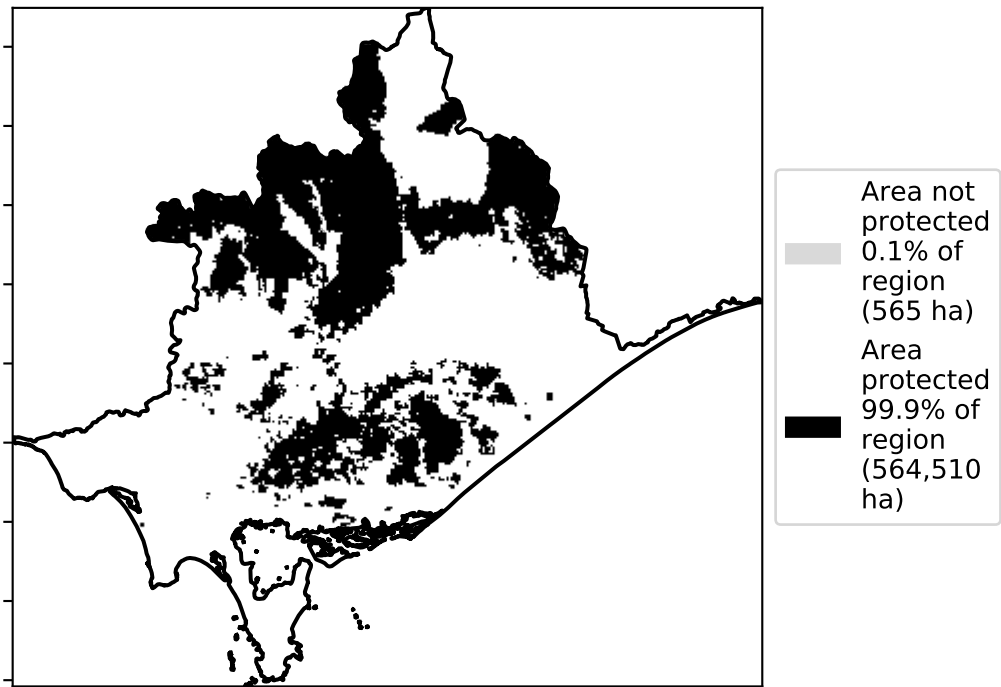 Area not
protected
0.1% of
region
(565 ha)
Area
protected
99.9% of
region
(564,510
ha)